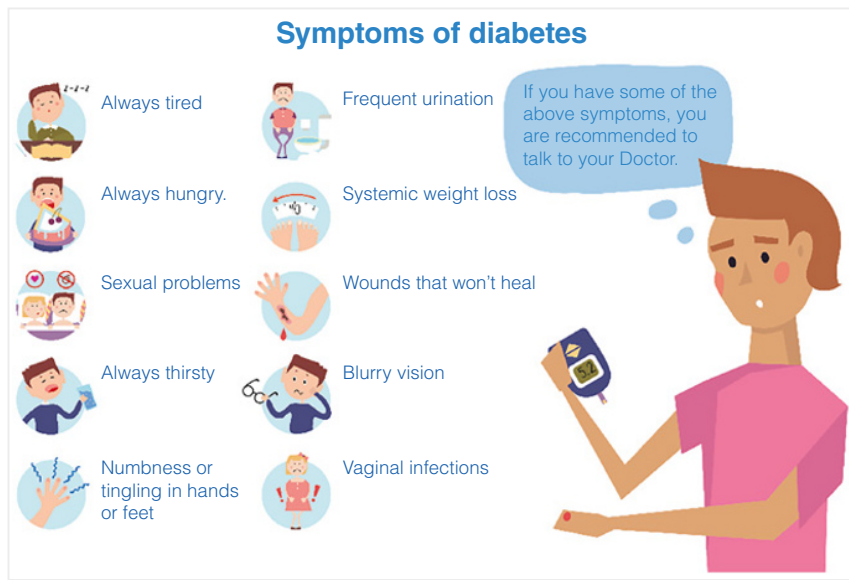 Symptoms of diabetes
Always tired
Frequent urination
Always hungry.
Systemic weight loss
Sexual problems
Wounds that won't heal
Always thirsty
Blurry vision
Numbness or
tingling in hands
or feet
Vaginal infections
If you have some of the
above symptoms, you
are recommended to
talk to your Doctor.
5.2